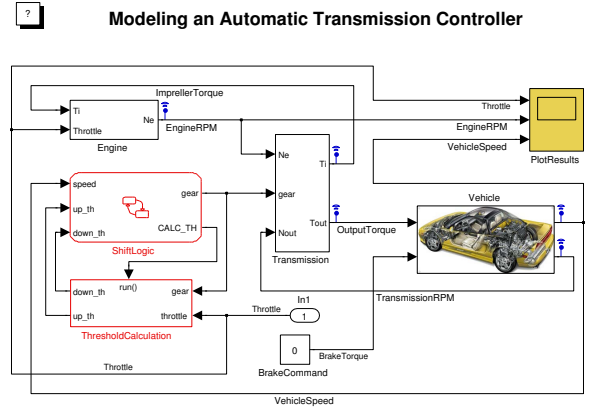 ?
Modeling an Automatic Transmission Controller
ImprellerTorque
Ti
Throttle
Ne
Engine
EngineRPM
Throttle
EngineRPM
VehicleSpeed
PlotResults
Ne
gear
Nout
Ti
Tout
Transmission
OutputTorque
Vehicle
speed
up_th
down_th
gear
CALC_TH
ShiftLogic
run()
down_th
up_th
gear
throttle
ThresholdCalculation
Throttle
In1
1
TransmissionRPM
0
BrakeTorque
BrakeCommand
Throttle
VehicleSpeed